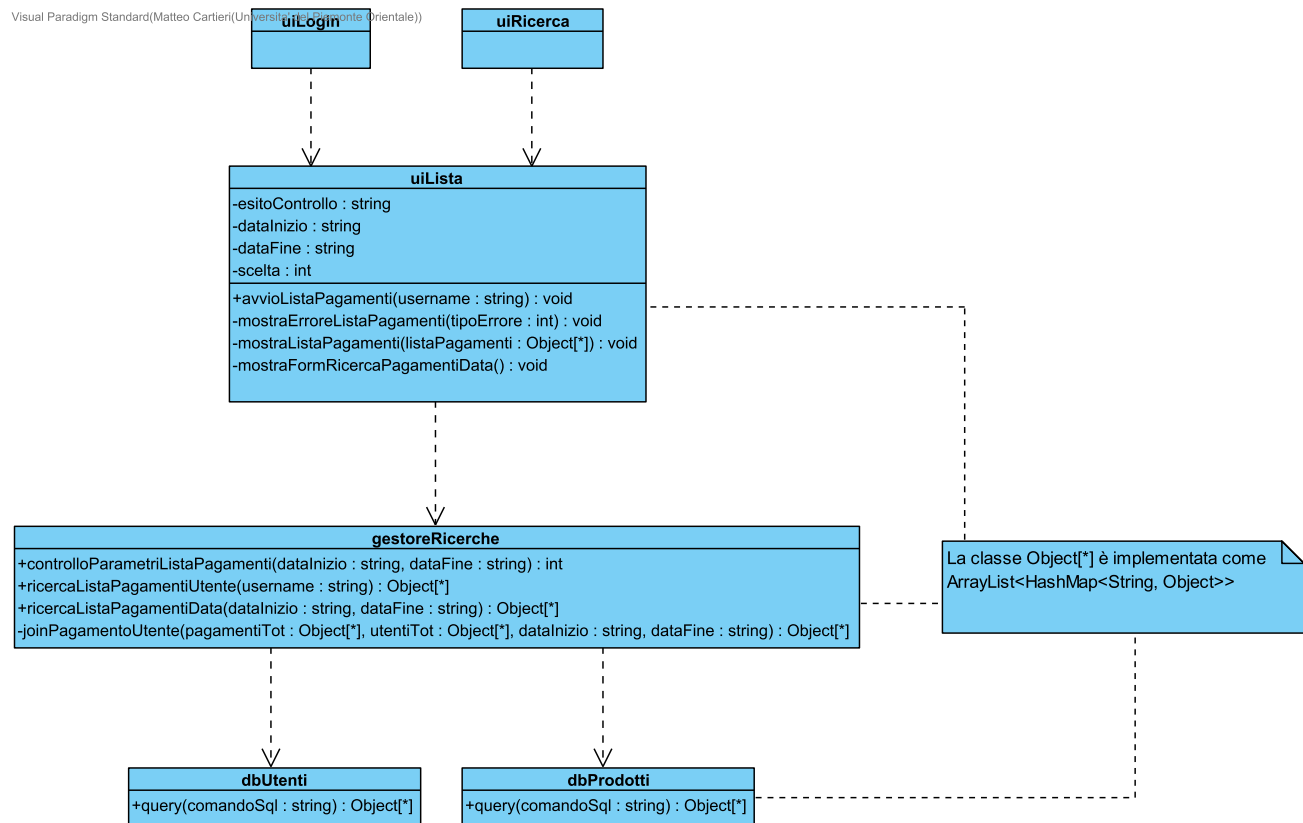 Visual Paradigm Standard(Matteo Cartieri(Universita' del Piemonte Orientale))
uiLogin
uiRicerca
uiLista
-esitoControllo : string
-dataInizio : string
-dataFine : string
-scelta : int
+avvioListaPagamenti(username : string) : void
-mostraErroreListaPagamenti(tipoErrore : int) : void
-mostraListaPagamenti(listaPagamenti : Object[*]) : void
-mostraFormRicercaPagamentiData() : void
gestoreRicerche
+controlloParametriListaPagamenti(dataInizio : string, dataFine : string) : int
+ricercaListaPagamentiUtente(username : string) : Object[*]
+ricercaListaPagamentiData(dataInizio : string, dataFine : string) : Object[*]
-joinPagamentoUtente(pagamentiTot : Object[*], utentiTot : Object[*], dataInizio : string, dataFine : string) : Object[*]
La classe Object[*] è implementata come
ArrayList<HashMap<String, Object>>
dbUtenti
+query(comandoSql : string) : Object[*]
dbProdotti
+query(comandoSql : string) : Object[*]